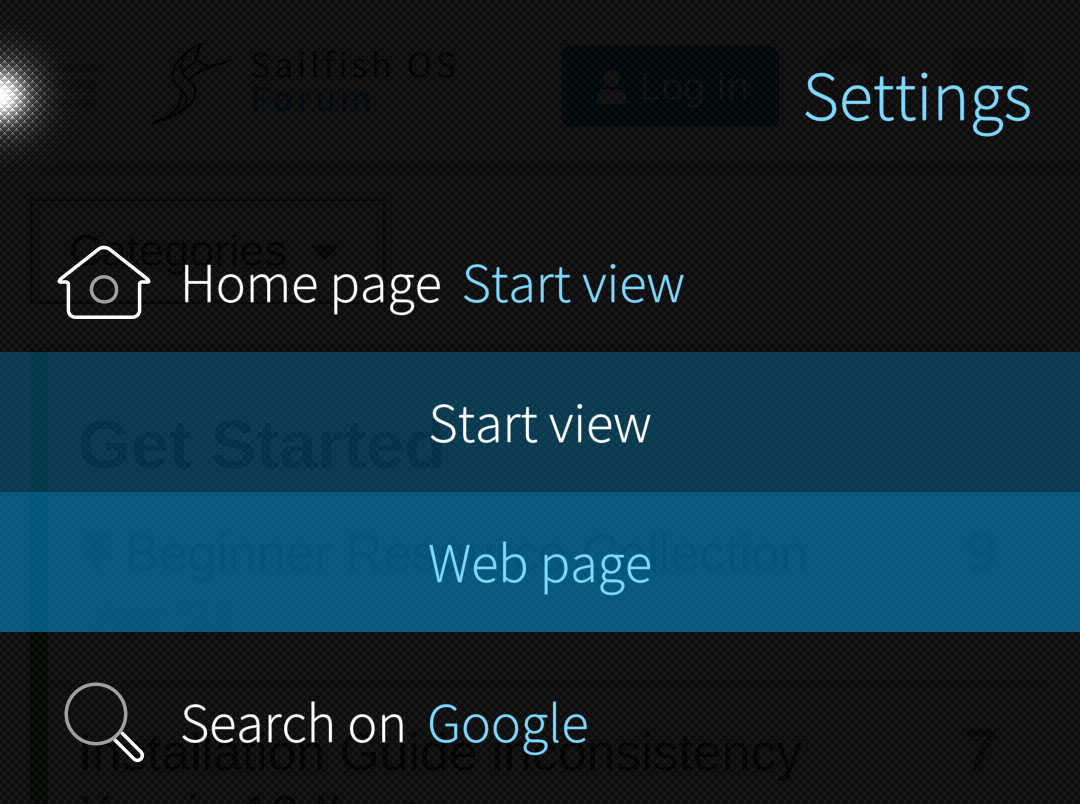 Sailfish OS
Forum
Log In
Settings
Categories
Home page Start view
Start view
Get Started
Web page
Beginner Collection 9
Search on Google
Installation Guide inconsistency 7